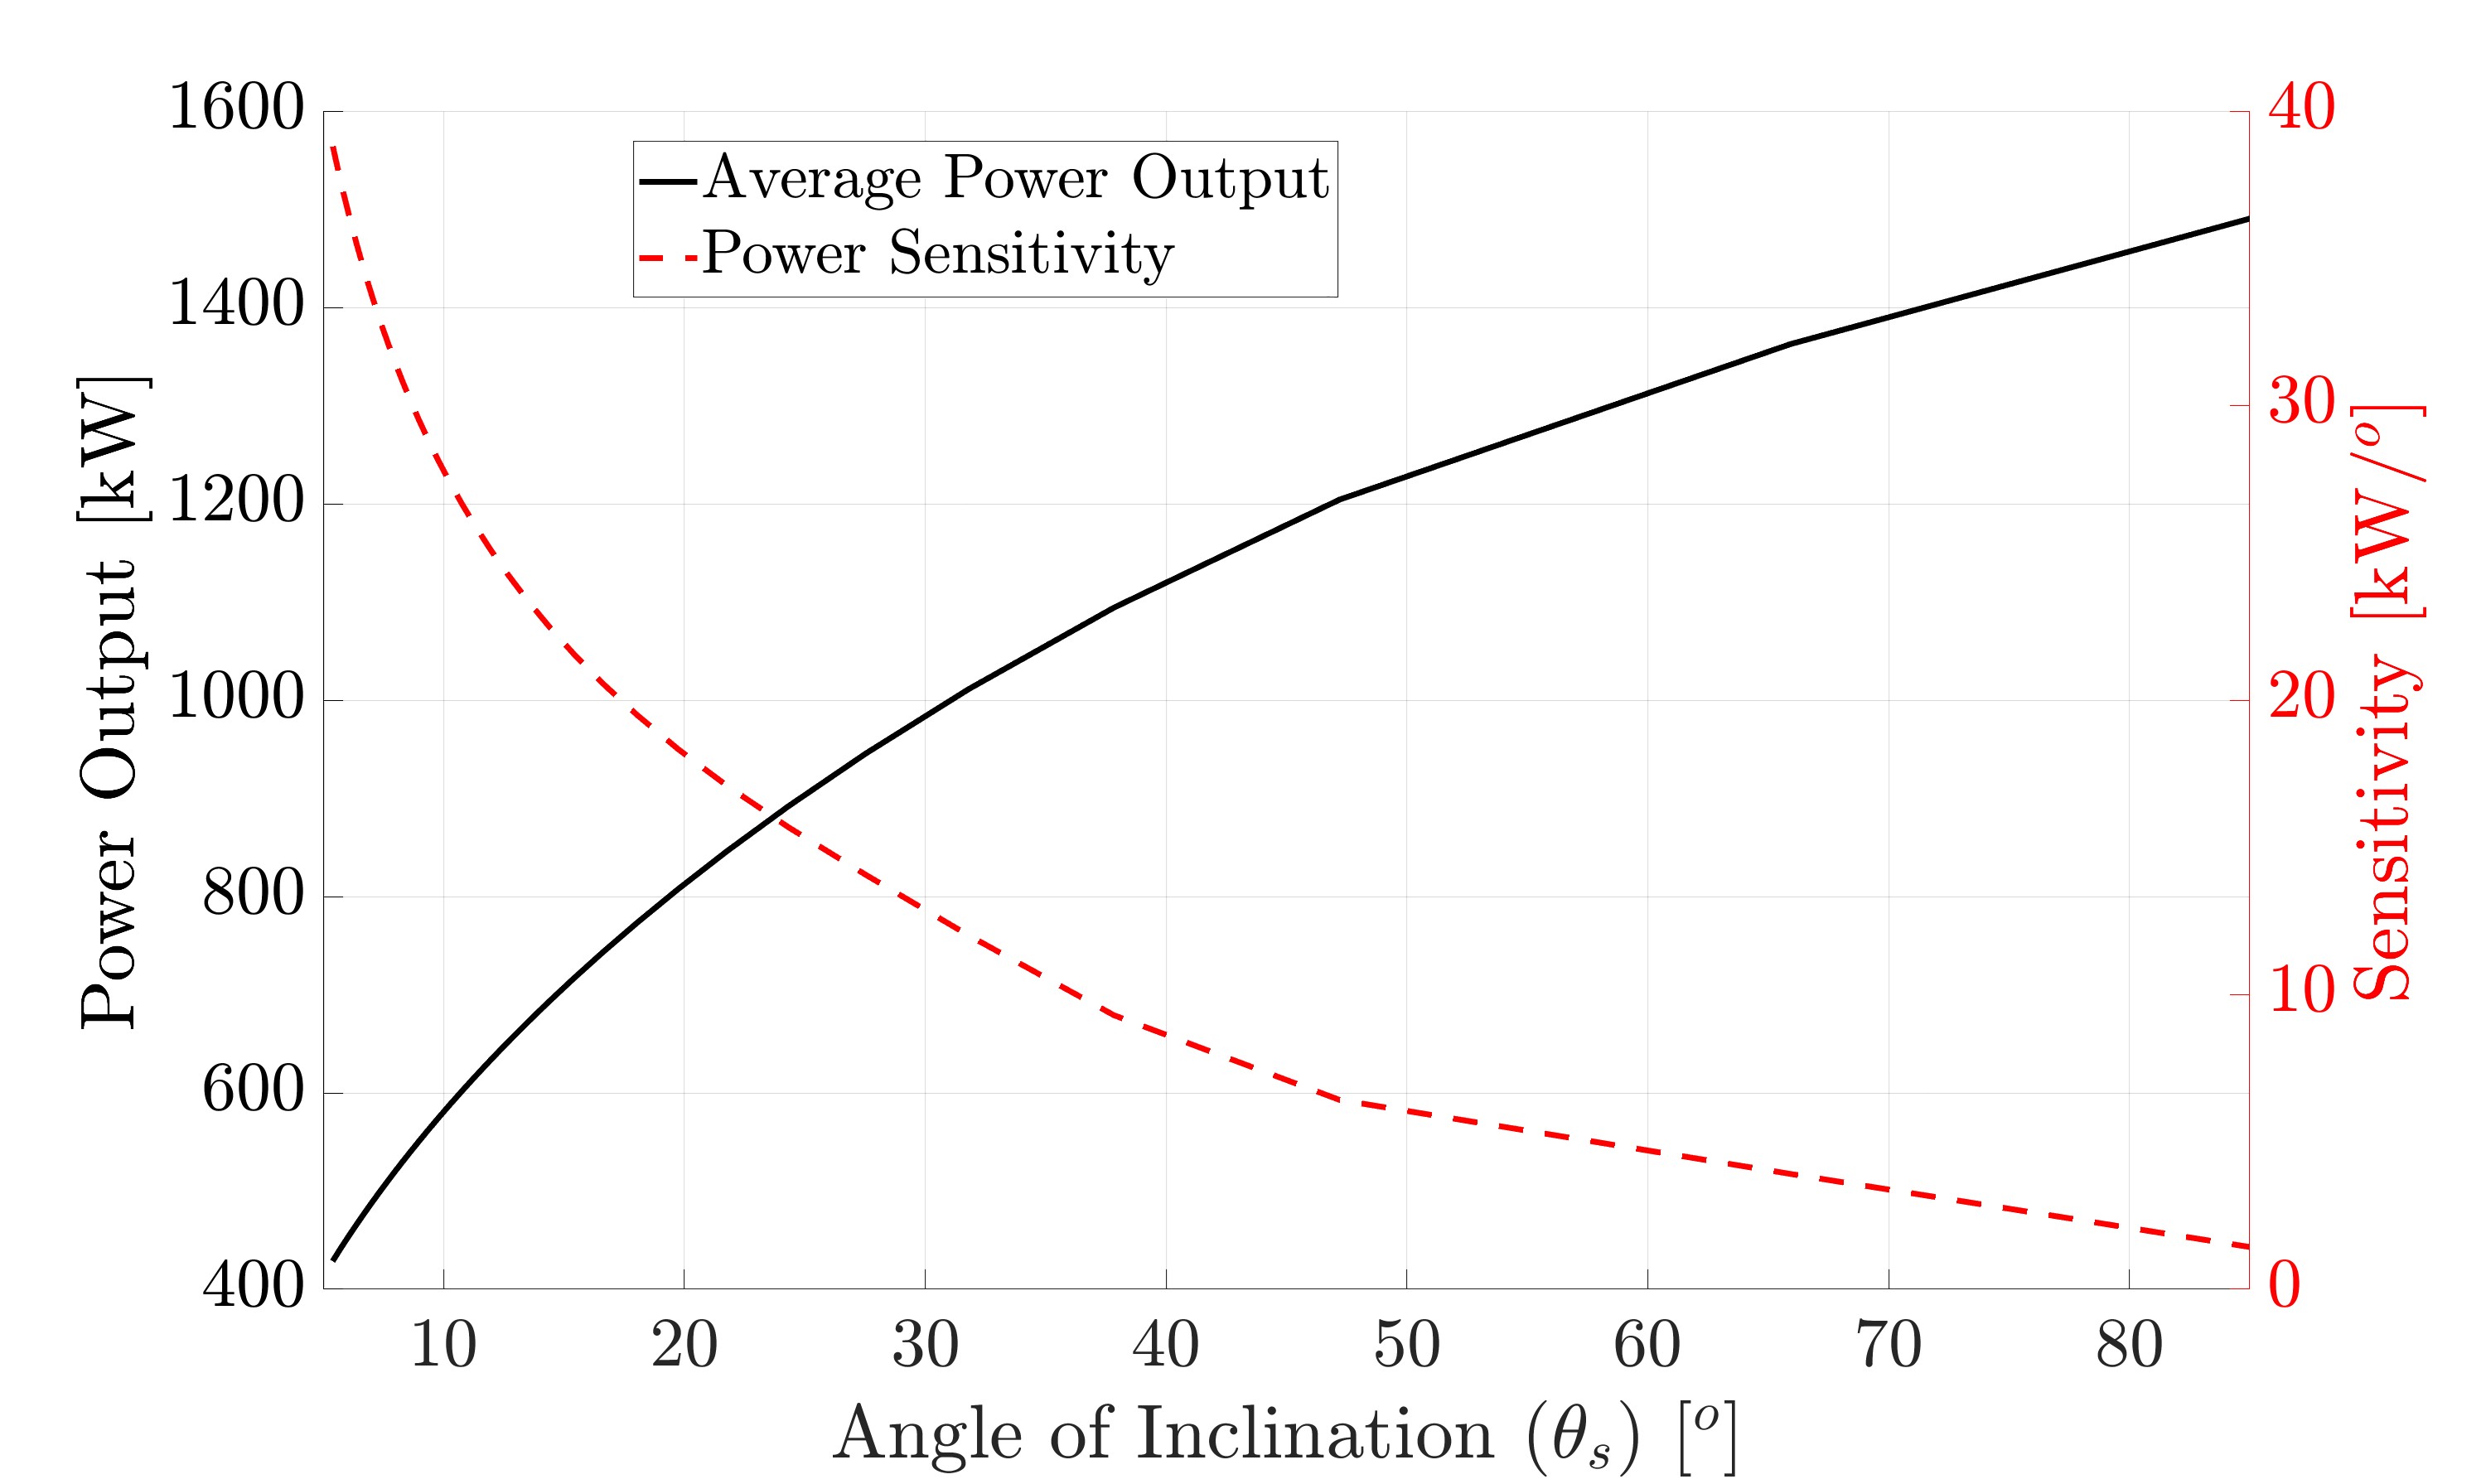 Average Power Output
Power Sensitivity
Power Output [kW]
1600
1400
1200
1000
800
600
400
Sensitivity [kW/°]
40
30
20
10
0
10 20 30 40 50 60 70 80
Angle of Inclination (θₛ) [°]